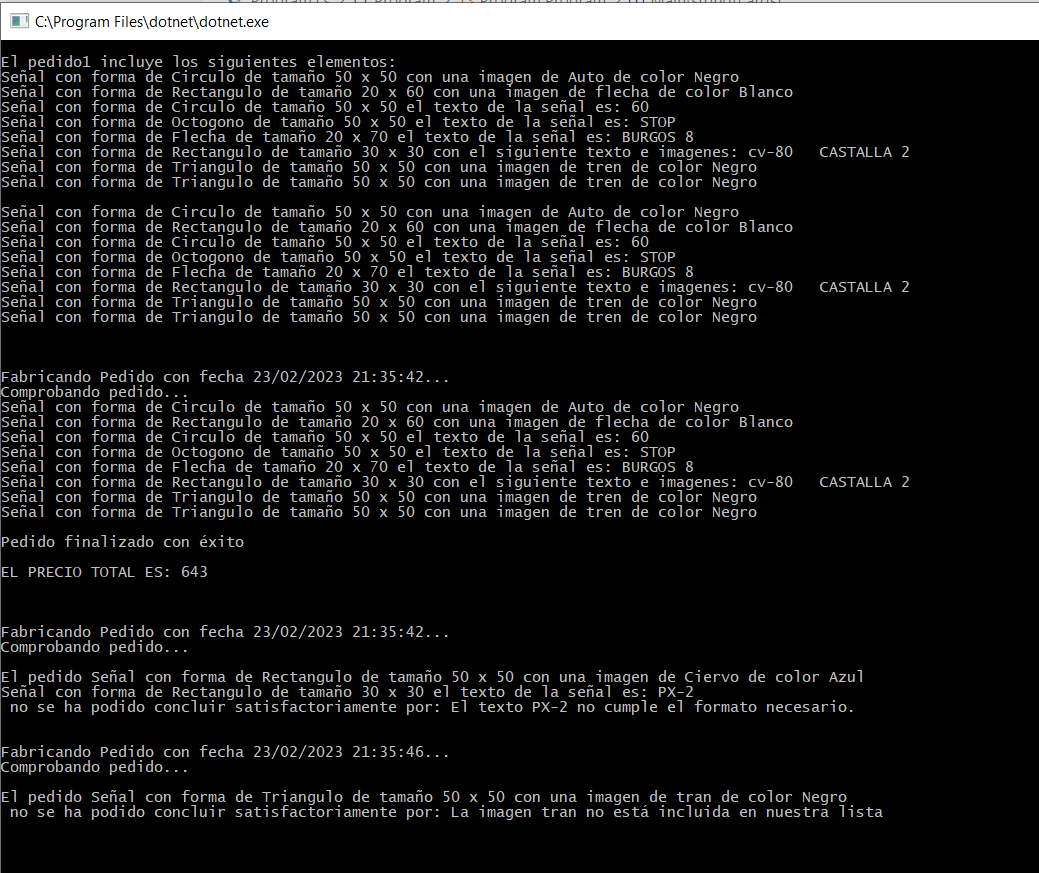 C:\Program Files\dotnet\dotnet.exe
El pedido1 incluye los siguientes elementos:
Señal con forma de Circulo de tamaño 50 x 50 con una imagen de Auto de color Negro
Señal con forma de Rectangulo de tamaño 20 x 60 con una imagen de flecha de color Blanco
Señal con forma de Circulo de tamaño 50 x 50 el texto de la señal es: 60
Señal con forma de Octogono de tamaño 50 x 50 el texto de la señal es: STOP
Señal con forma de Flecha de tamaño 20 x 70 el texto de la señal es: BURGOS 8
Señal con forma de Rectangulo de tamaño 30 x 30 con el siguiente texto e imagenes: cv-80   CASTALLA 2
Señal con forma de Triangulo de tamaño 50 x 50 con una imagen de tren de color Negro
Señal con forma de Triangulo de tamaño 50 x 50 con una imagen de tren de color Negro
Señal con forma de Circulo de tamaño 50 x 50 con una imagen de Auto de color Negro
Señal con forma de Rectangulo de tamaño 20 x 60 con una imagen de flecha de color Blanco
Señal con forma de Circulo de tamaño 50 x 50 el texto de la señal es: 60
Señal con forma de Octogono de tamaño 50 x 50 el texto de la señal es: STOP
Señal con forma de Flecha de tamaño 20 x 70 el texto de la señal es: BURGOS 8
Señal con forma de Rectangulo de tamaño 30 x 30 con el siguiente texto e imagenes: cv-80   CASTALLA 2
Señal con forma de Triangulo de tamaño 50 x 50 con una imagen de tren de color Negro
Señal con forma de Triangulo de tamaño 50 x 50 con una imagen de tren de color Negro
Fabricando Pedido con fecha 23/02/2023 21:35:42...
Comprobando pedido...
Señal con forma de Circulo de tamaño 50 x 50 con una imagen de Auto de color Negro
Señal con forma de Rectangulo de tamaño 20 x 60 con una imagen de flecha de color Blanco
Señal con forma de Circulo de tamaño 50 x 50 el texto de la señal es: 60
Señal con forma de Octogono de tamaño 50 x 50 el texto de la señal es: STOP
Señal con forma de Flecha de tamaño 20 x 70 el texto de la señal es: BURGOS 8
Señal con forma de Rectangulo de tamaño 30 x 30 con el siguiente texto e imagenes: cv-80   CASTALLA 2
Señal con forma de Triangulo de tamaño 50 x 50 con una imagen de tren de color Negro
Señal con forma de Triangulo de tamaño 50 x 50 con una imagen de tren de color Negro
Pedido finalizado con éxito
EL PRECIO TOTAL ES: 643
Fabricando Pedido con fecha 23/02/2023 21:35:42...
Comprobando pedido...
El pedido Señal con forma de Rectangulo de tamaño 50 x 50 con una imagen de Ciervo de color Azul
Señal con forma de Rectangulo de tamaño 30 x 30 el texto de la señal es: PX-2
no se ha podido concluir satisfactoriamente por: El texto PX-2 no cumple el formato necesario.
Fabricando Pedido con fecha 23/02/2023 21:35:46...
Comprobando pedido...
El pedido Señal con forma de Triangulo de tamaño 50 x 50 con una imagen de tran de color Negro
no se ha podido concluir satisfactoriamente por: La imagen tran no está incluida en nuestra lista